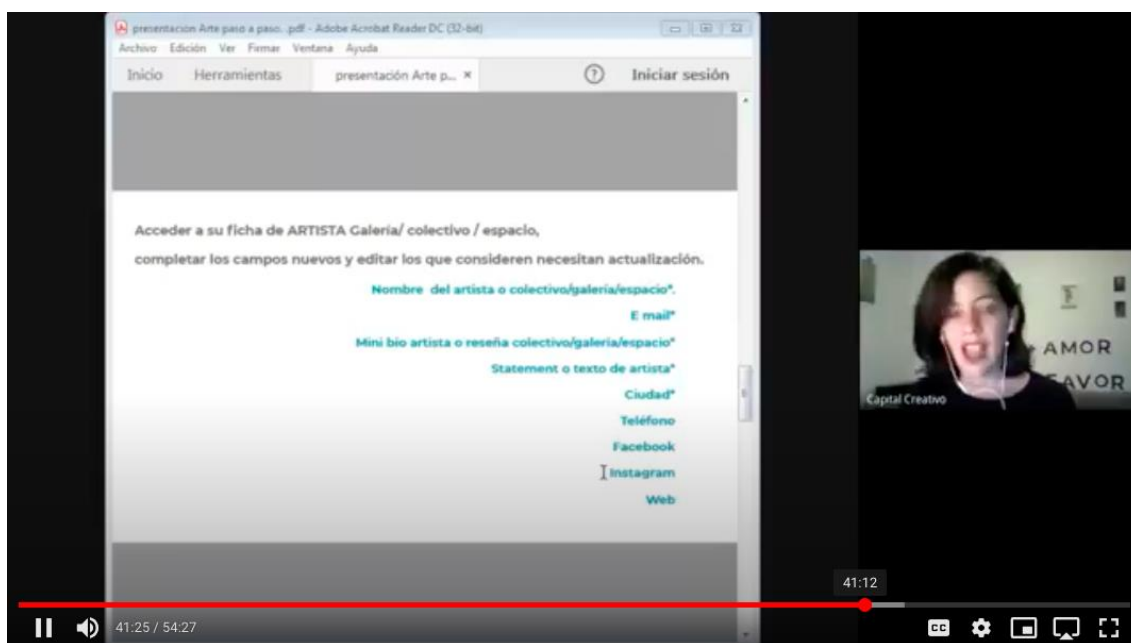 presentación Arte paso a paso. .pdf - Adobe Acrobat Reader DC (32-bit)
Archivo Edición Ver Firmar Ventana Ayuda
Inicio Herramientas presentación Arte p... × ? Iniciar sesión
Acceder a su ficha de ARTISTA Galería/ colectivo / espacio,
completar los campos nuevos y editar los que consideren necesitan actualización.
Nombre del artista o colectivo/galería/espacio*.
E mail*
Mini bio artista o reseña colectivo/galería/espacio*
Statement o texto de artista*
Ciudad*
Teléfono
Facebook
Instagram
Web
AMOR
FAVOR
Capital Creativo
41:12
41:25 / 54:27
CC